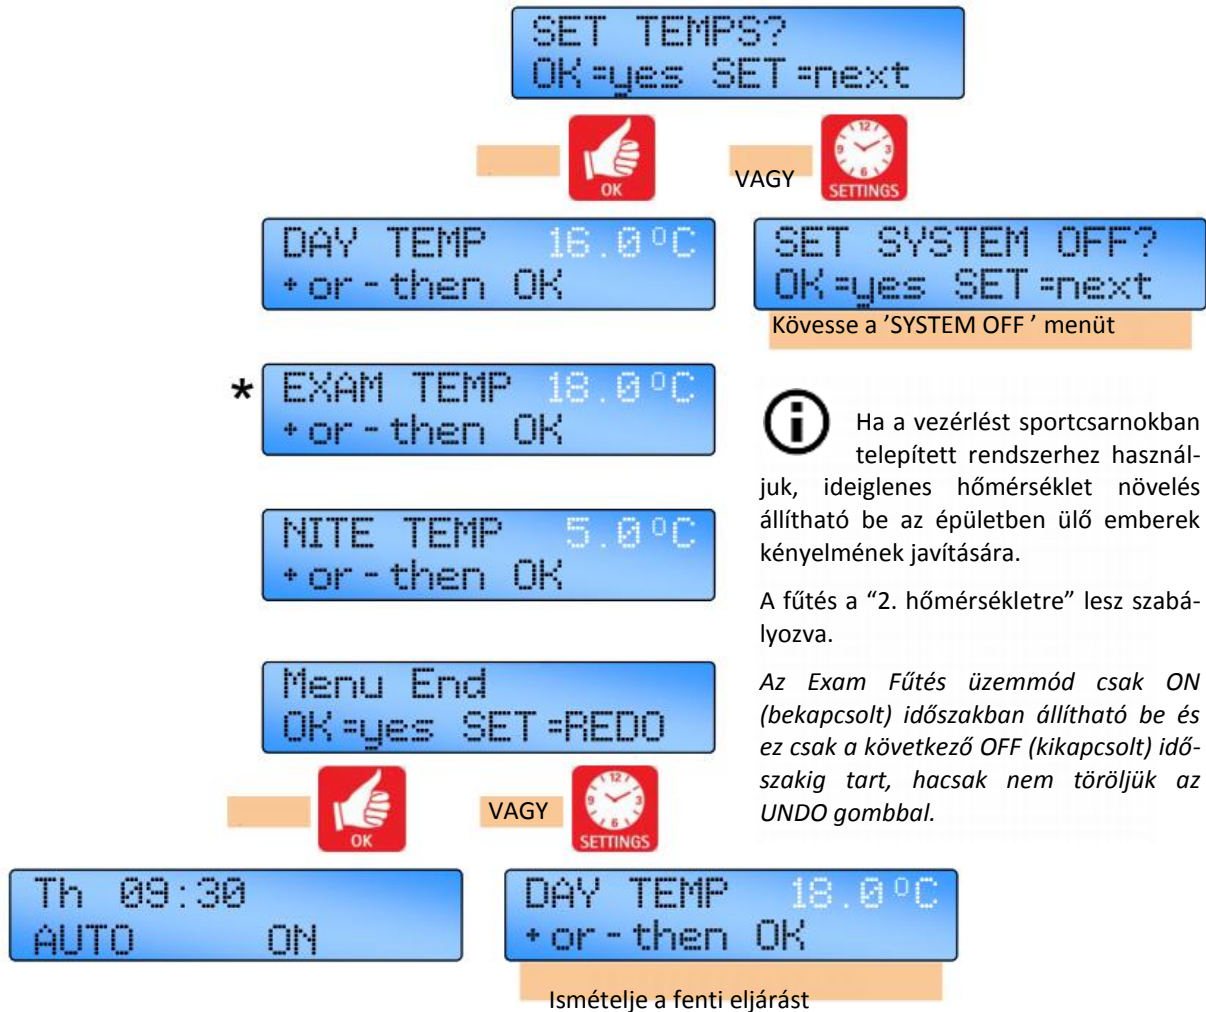 SET TEMPS?
OK=yes SET=next
OK
VAGY
SETTINGS
DAY TEMP 16.0°C
+or-then OK
SET SYSTEM OFF?
OK=yes SET=next
Kövesse a ’SYSTEM OFF ’ menüt
*
EXAM TEMP 18.0°C
+or-then OK
NITE TEMP 5.0°C
+or-then OK
Menu End
OK=yes SET=REDO
Ha a vezérlést sportcsarnokban
telepített rendszerhez használ-
juk, ideiglenes hőmérséklet növelés
állítható be az épületben ülő emberek
kényelmének javítására.
A fűtés a “2. hőmérsékletre” lesz szabá-
lyozva.
Az Exam Fűtés üzemmód csak ON
(bekapcsolt) időszakban állítható be és
ez csak a következő OFF (kikapcsolt) idő-
szakig tart, hacsak nem töröljük az
UNDO gombbal.
OK
VAGY
SETTINGS
Th 09:30
AUTO ON
DAY TEMP 18.0°C
+or-then OK
Ismételje a fenti eljárást